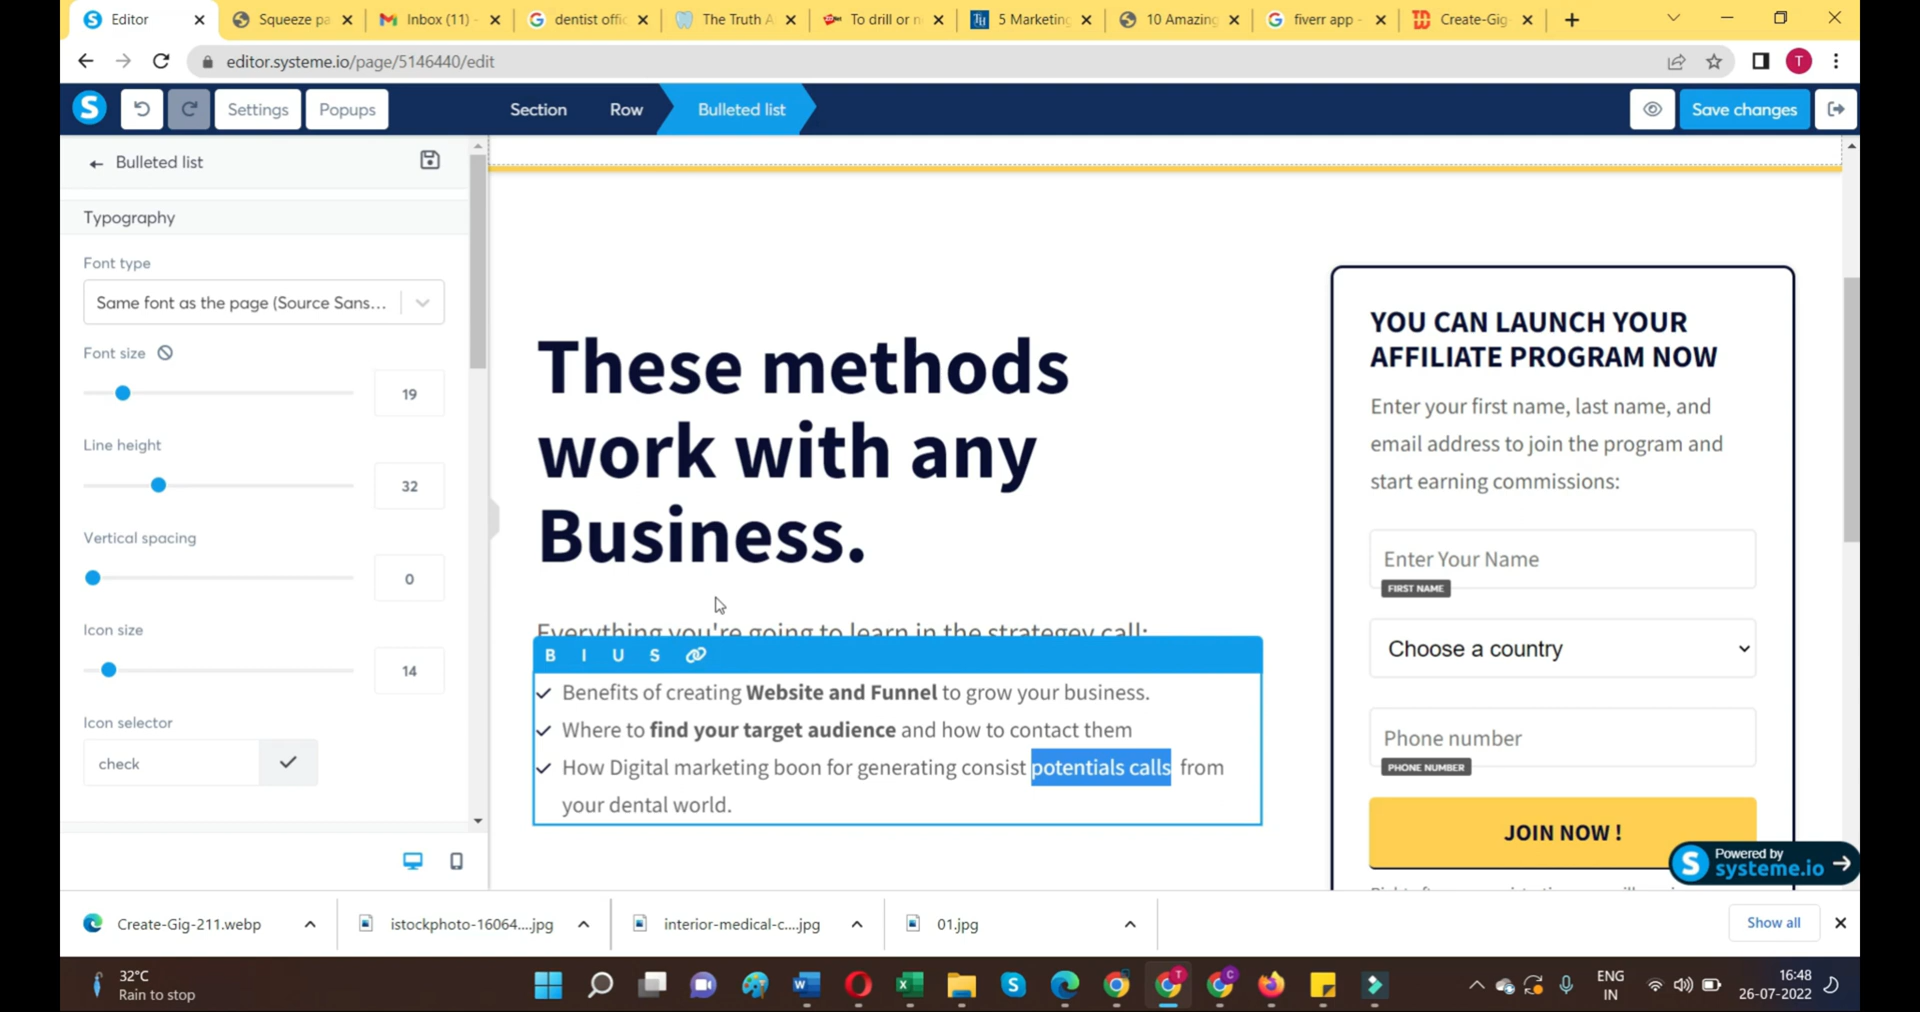 Editor
Squeeze pa
Inbox (11) -
dentist offi
The Truth A
To drill or n
5 Marketing
10 Amazing
fiverr app -
Create-Gig
editor.systeme.io/page/5146440/edit
T
S
Settings
Popups
Section
Row
Bulleted list
Save changes
Bulleted list
Typography
Font type
Same font as the page (Source Sans...
Font size
19
Line height
32
Vertical spacing
0
Icon size
14
Icon selector
check
These methods
work with any
Business.
Everything you're going to learn in the strategey call:
B I U S
Benefits of creating Website and Funnel to grow your business.
Where to find your target audience and how to contact them
How Digital marketing boon for generating consist potentials calls from
your dental world.
YOU CAN LAUNCH YOUR
AFFILIATE PROGRAM NOW
Enter your first name, last name, and
email address to join the program and
start earning commissions:
Enter Your Name
FIRST NAME
Choose a country
Phone number
PHONE NUMBER
JOIN NOW !
Powered by
systeme.io
Create-Gig-211.webp
istockphoto-16064....jpg
interior-medical-c....jpg
01.jpg
Show all
32°C
Rain to stop
ENG
IN
16:48
26-07-2022